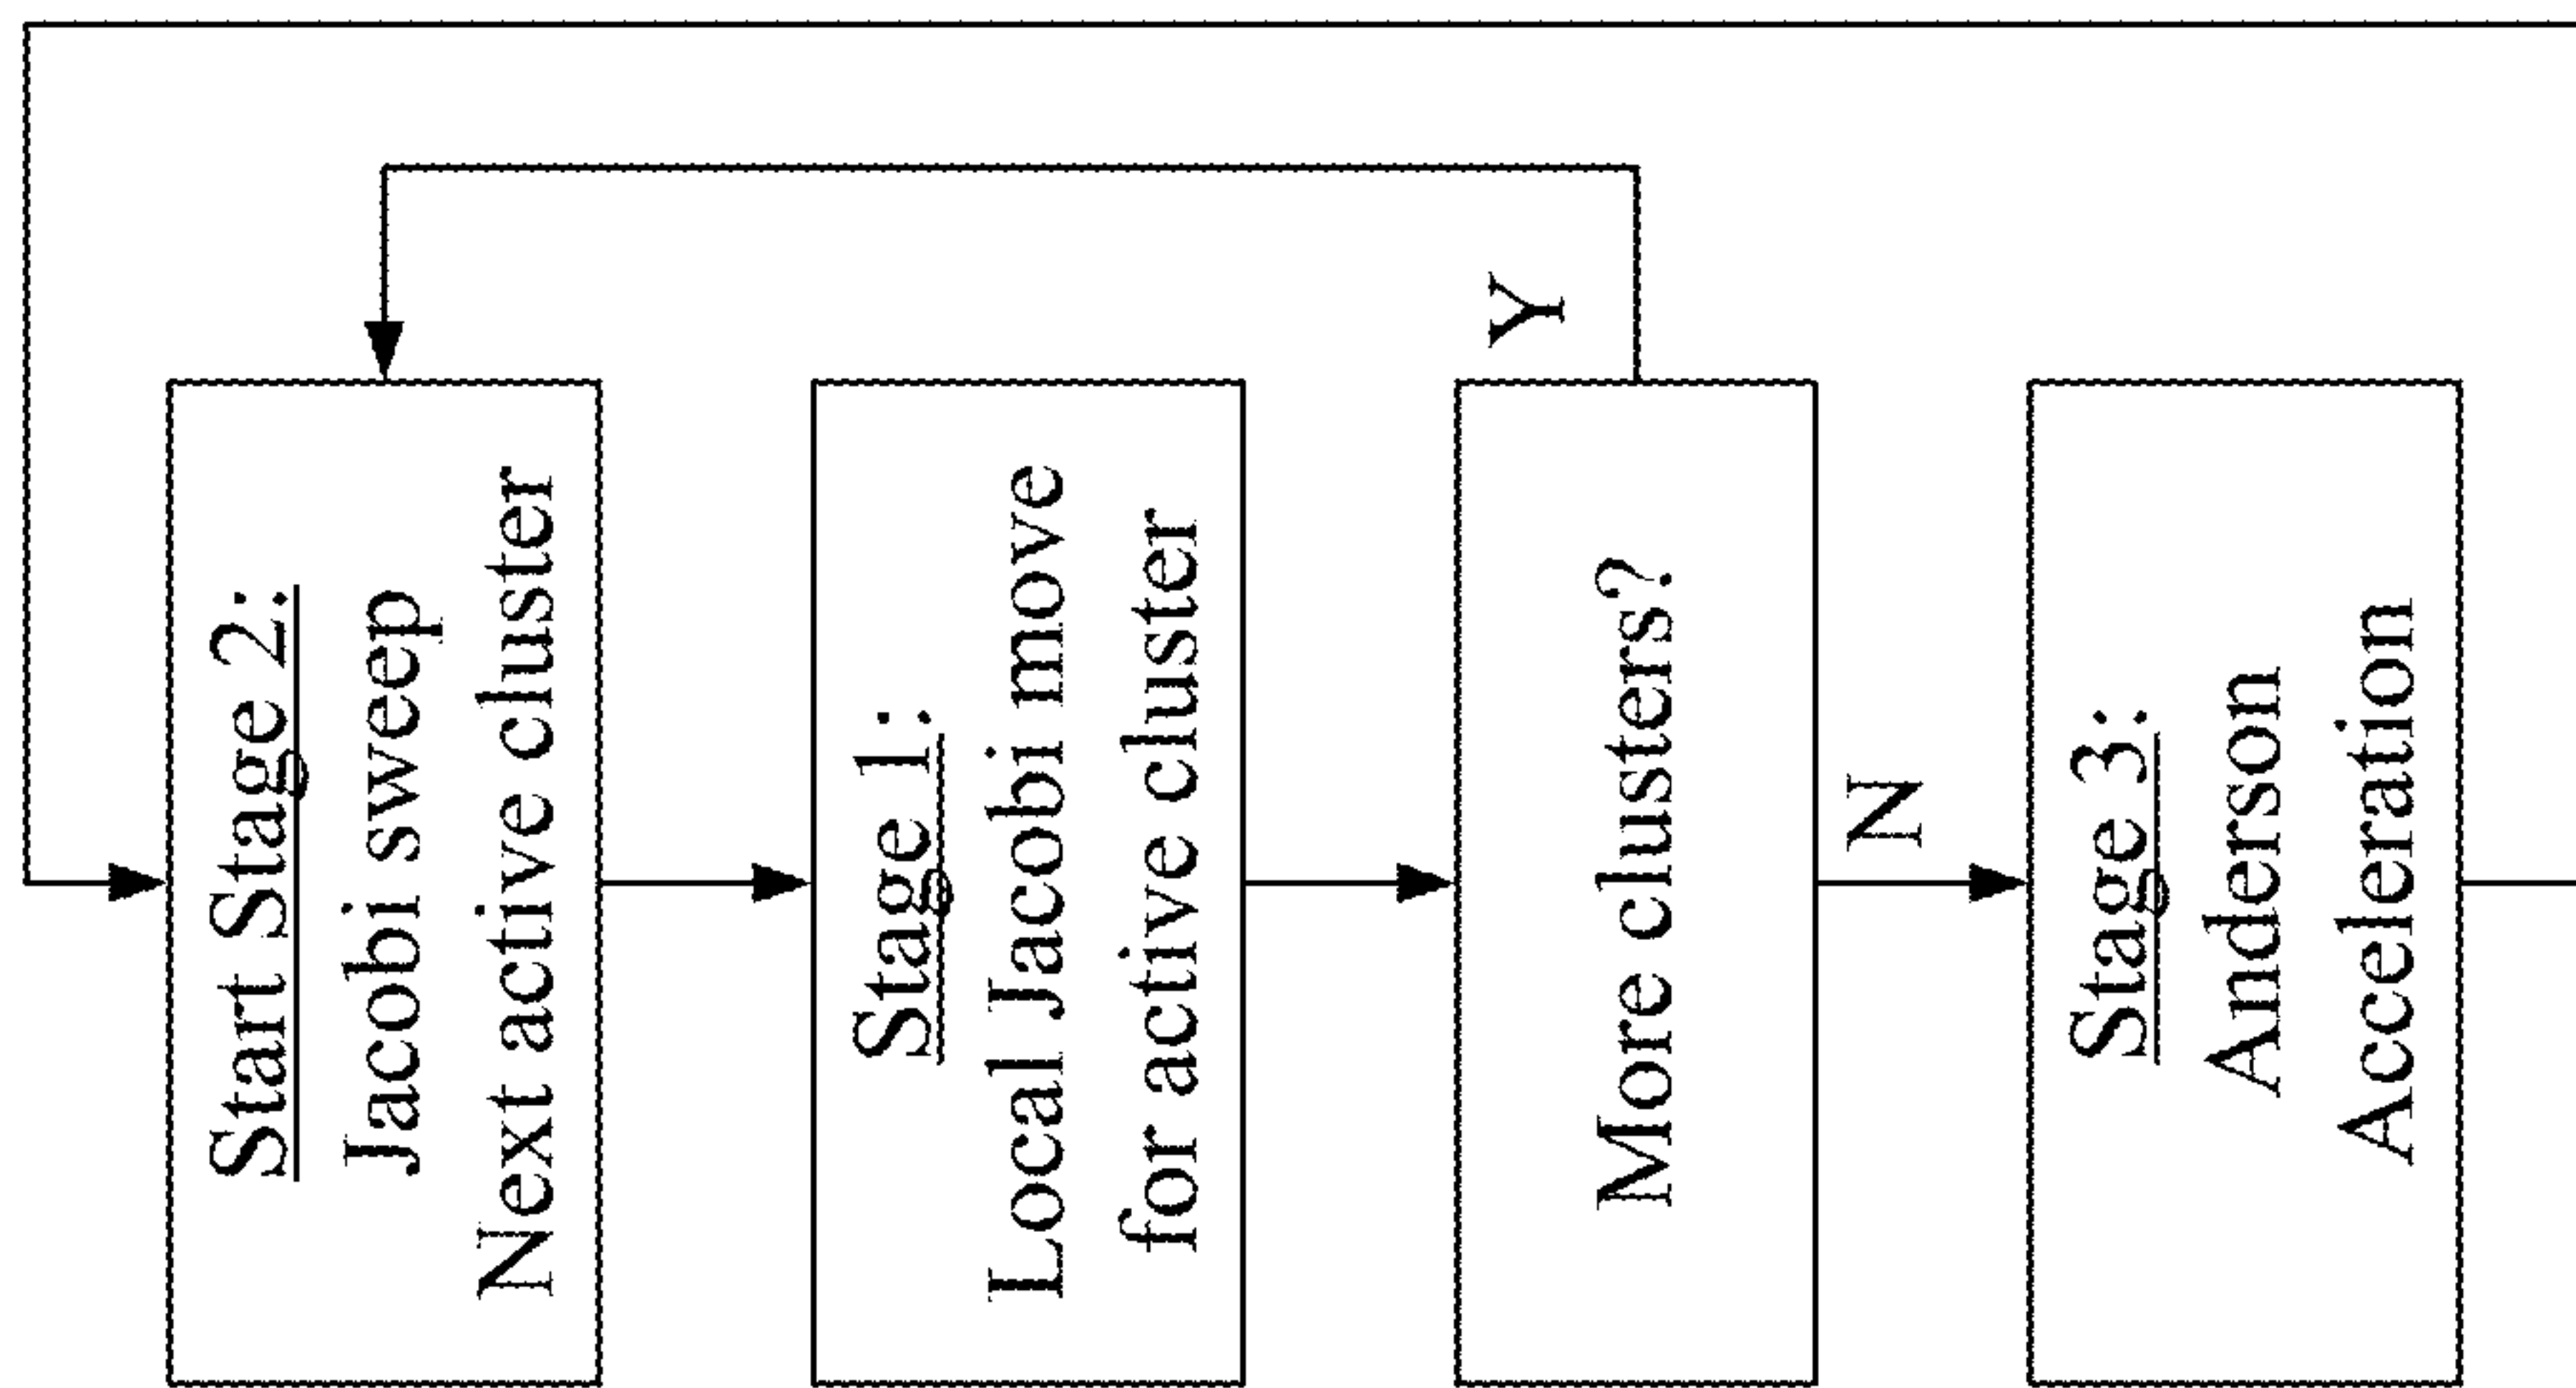 Start Stage 2:
Jacobi sweep
Next active cluster
Stage 1:
Local Jacobi move
for active cluster
More clusters?
Y
N
Stage 3:
Anderson
Acceleration